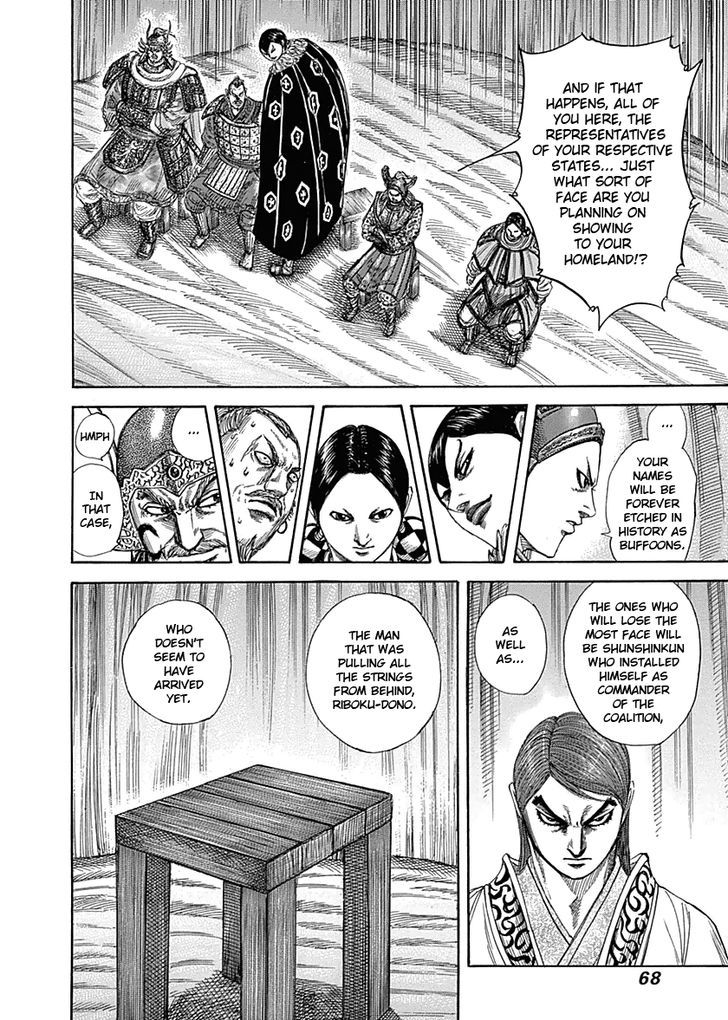 AND IF THAT
HAPPENS, ALL OF
YOU HERE, THE
REPRESENTATIVES
OF YOUR RESPECTIVE
STATES... JUST
WHAT SORT OF
FACE ARE YOU
PLANNING ON
SHOWING
TO YOUR
HOMELAND!?
...
YOUR
NAMES
WILL BE
FOREVER
ETCHED IN
HISTORY AS
BUFFOONS.
...
HMPH
IN
THAT
CASE,
THE ONES WHO
WILL LOSE THE
MOST FACE WILL
BE SHUNSHINKUN
WHO INSTALLED
HIMSELF AS
COMMANDER
OF THE
COALITION,
AS
WELL
AS...
THE MAN
THAT WAS
PULLING ALL
THE STRINGS
FROM BEHIND,
RIBOKU-DONO.
WHO
DOESN'T
SEEM TO
HAVE
ARRIVED
YET.
68